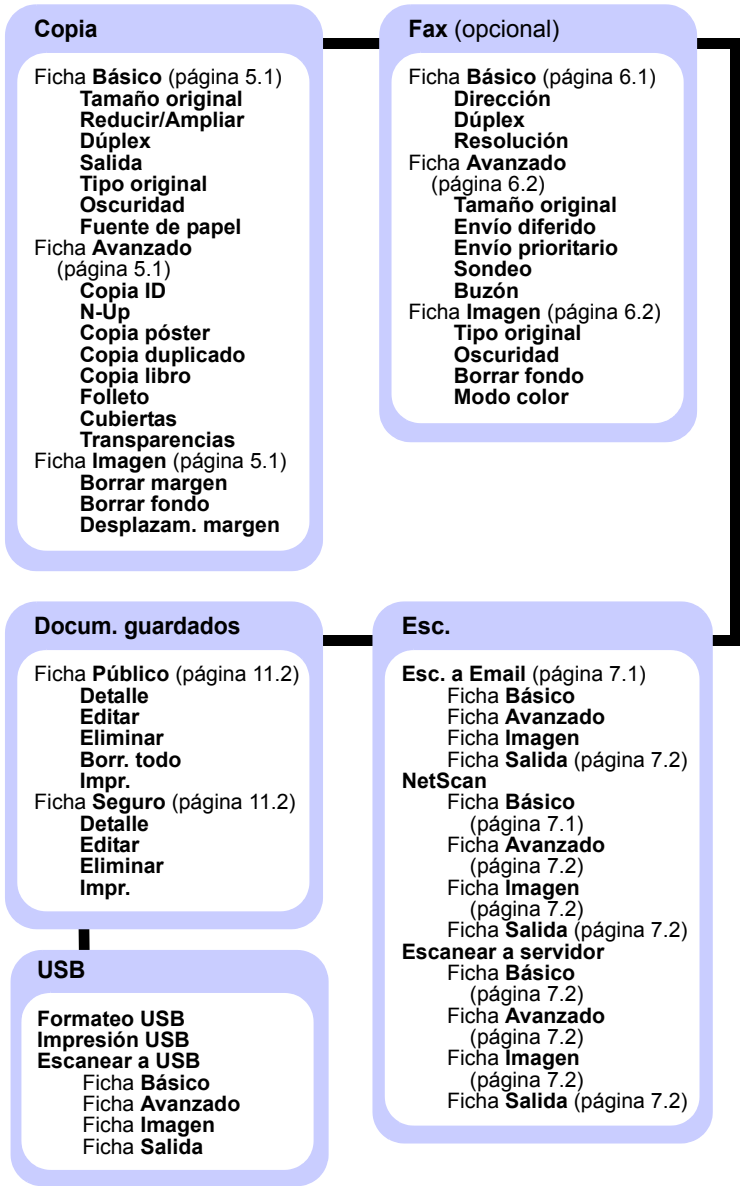 Copia
Ficha Básico (página 5.1)
Tamaño original
Reducir/Ampliar
Dúplex
Salida
Tipo original
Oscuridad
Fuente de papel
Ficha Avanzado
(página 5.1)
Copia ID
N-Up
Copia póster
Copia duplicado
Copia libro
Folleto
Cubiertas
Transparencias
Ficha Imagen (página 5.1)
Borrar margen
Borrar fondo
Desplazam. margen
Fax (opcional)
Ficha Básico (página 6.1)
Dirección
Dúplex
Resolución
Ficha Avanzado
(página 6.2)
Tamaño original
Envío diferido
Envío prioritario
Sondeo
Buzón
Ficha Imagen (página 6.2)
Tipo original
Oscuridad
Borrar fondo
Modo color
Docum. guardados
Ficha Público (página 11.2)
Detalle
Editar
Eliminar
Borr. todo
Impr.
Ficha Seguro (página 11.2)
Detalle
Editar
Eliminar
Impr.
Esc.
Esc. a Email (página 7.1)
Ficha Básico
Ficha Avanzado
Ficha Imagen
Ficha Salida (página 7.2)
NetScan
Ficha Básico
(página 7.1)
Ficha Avanzado
(página 7.2)
Ficha Imagen
(página 7.2)
Ficha Salida (página 7.2)
Escanear a servidor
Ficha Básico
(página 7.2)
Ficha Avanzado
(página 7.2)
Ficha Imagen
(página 7.2)
Ficha Salida (página 7.2)
USB
Formateo USB
Impresión USB
Escanear a USB
Ficha Básico
Ficha Avanzado
Ficha Imagen
Ficha Salida